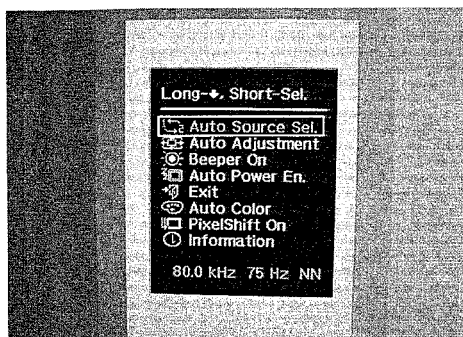 Long-↓, Short-Sel.
Auto Source Sel.
Auto Adjustment
Beeper On
Auto Power En.
Exit
Auto Color
PixelShift On
Information
80.0 kHz 75 Hz NN